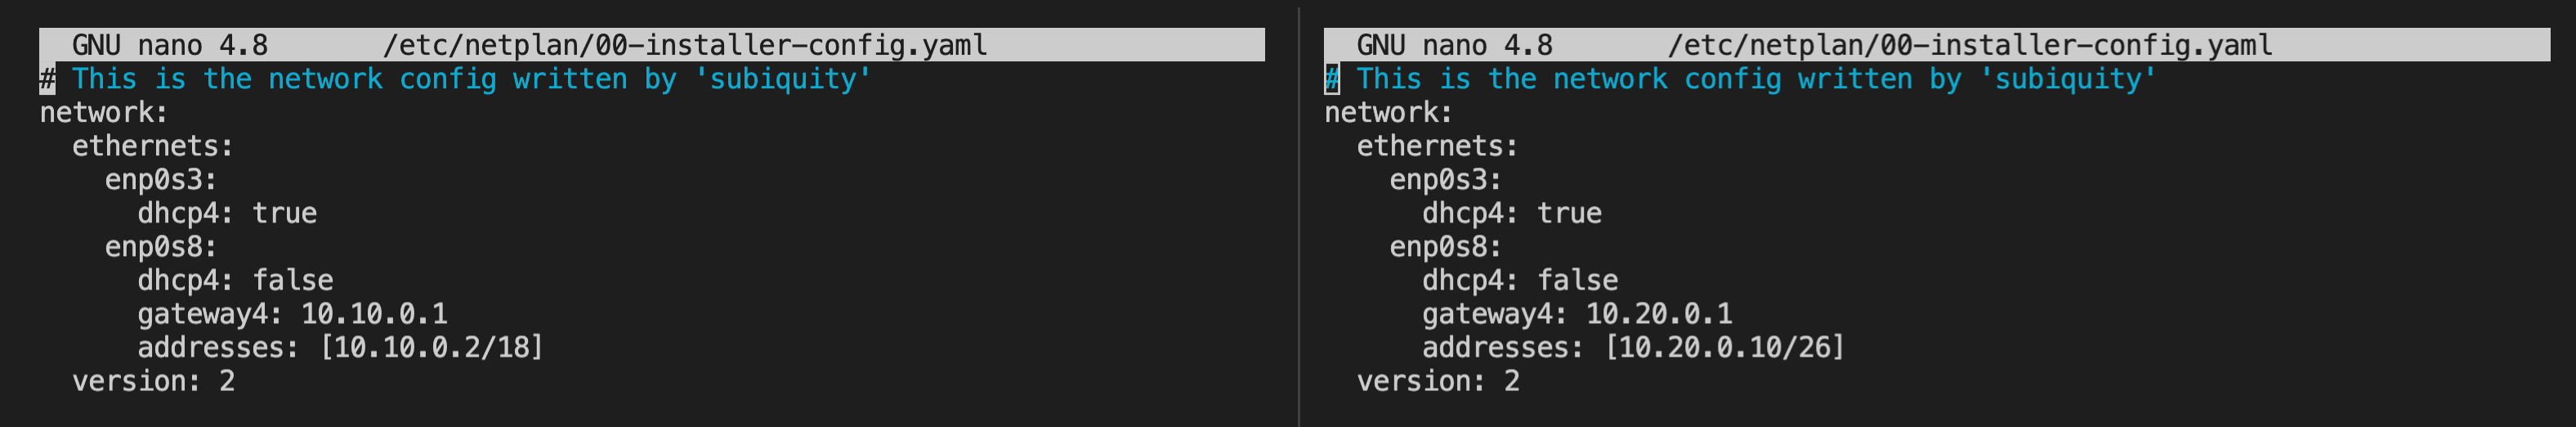 GNU nano 4.8 /etc/netplan/00-installer-config.yaml
# This is the network config written by 'subiquity'
network:
  ethernets:
    enp0s3:
      dhcp4: true
    enp0s8:
      dhcp4: false
      gateway4: 10.10.0.1
      addresses: [10.10.0.2/18]
  version: 2
GNU nano 4.8 /etc/netplan/00-installer-config.yaml
# This is the network config written by 'subiquity'
network:
  ethernets:
    enp0s3:
      dhcp4: true
    enp0s8:
      dhcp4: false
      gateway4: 10.20.0.1
      addresses: [10.20.0.10/26]
  version: 2